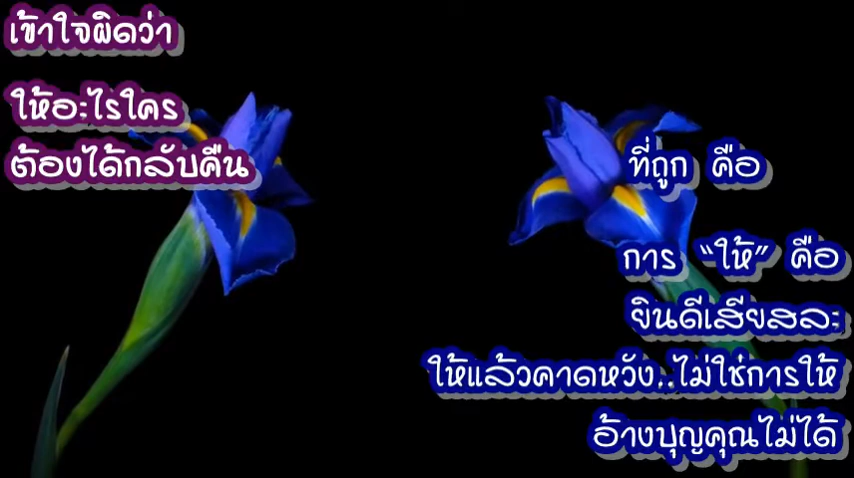 เข้าใจผิดว่า
ให้อะไรใคร
ต้องได้กลับคืน
ที่ถูก คือ
การ “ให้” คือ
ยินดีเสียสละ
ให้แล้วคาดหวัง..ไม่ใช่การให้
อ้างบุญคุณไม่ได้